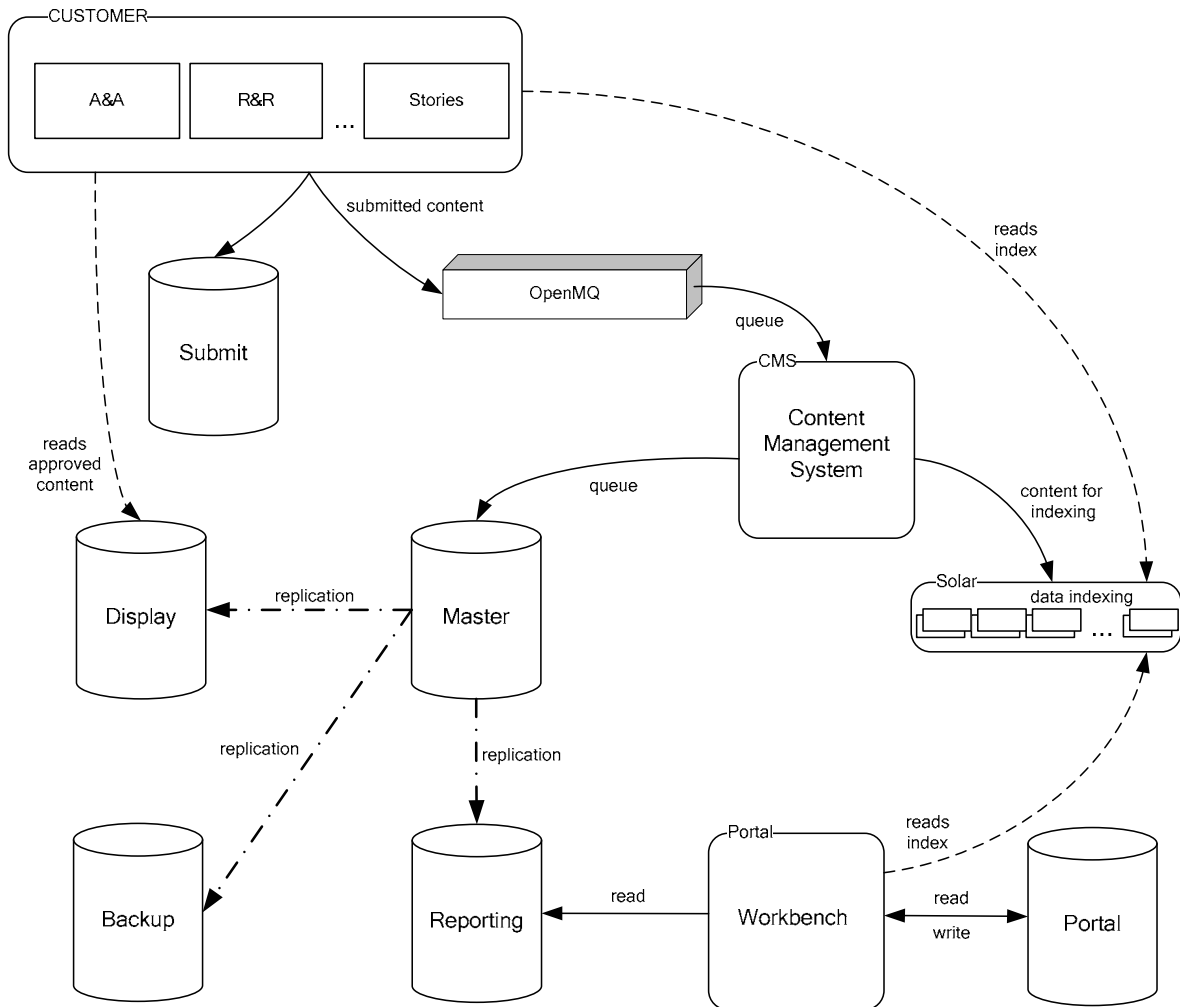 CUSTOMER
A&A
R&R
...
Stories
submitted content
reads
index
OpenMQ
queue
Submit
CMS
Content
Management
System
reads
approved
content
queue
content for
indexing
Solar
data indexing
...
Display
replication
Master
replication
replication
Portal
reads
index
Backup
Reporting
read
Workbench
read
write
Portal